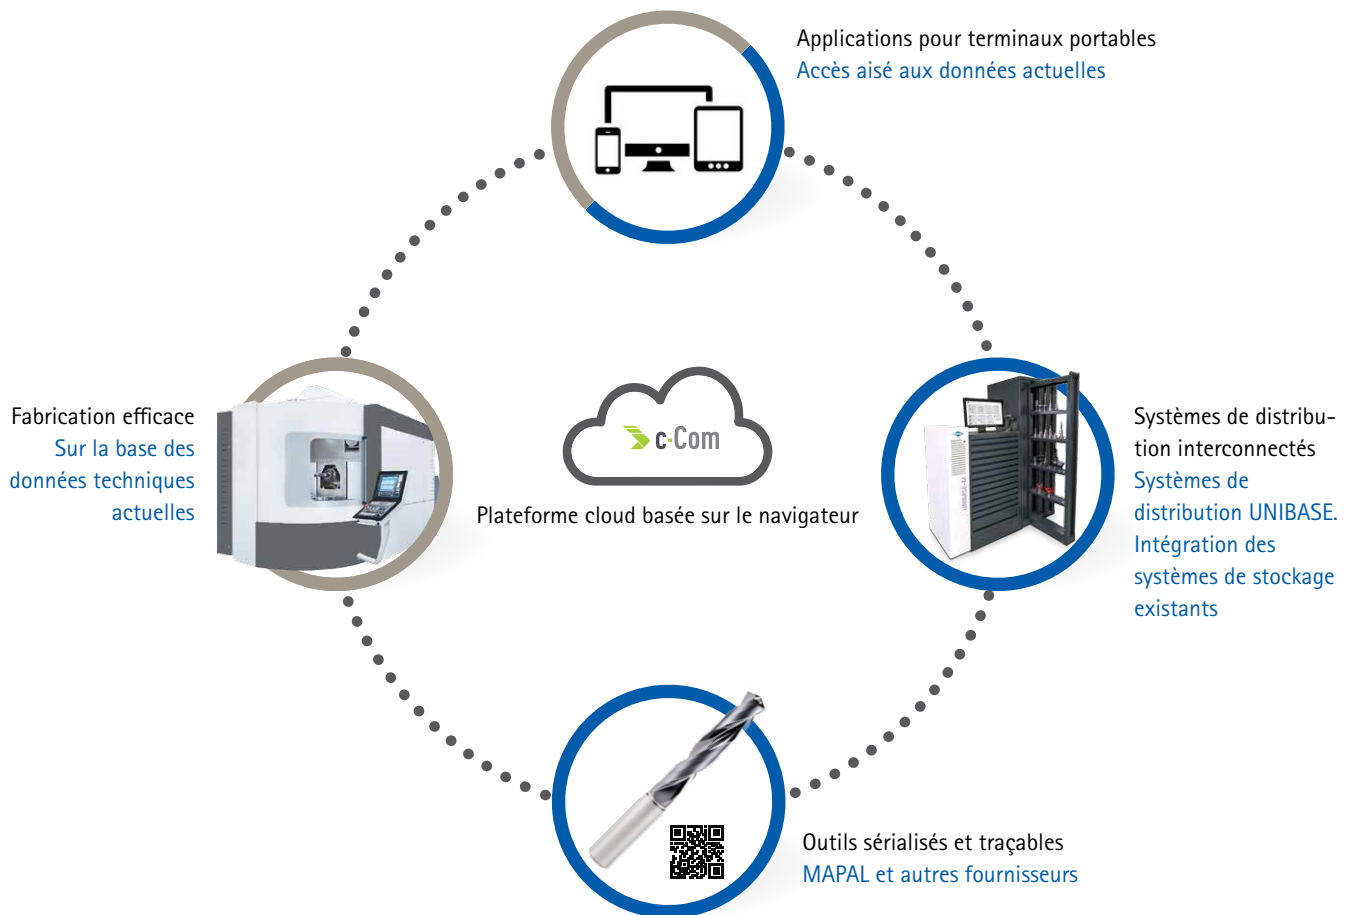 Applications pour terminaux portables
Accès aisé aux données actuelles
Fabrication efficace
Sur la base des
données techniques
actuelles
c-Com
Plateforme cloud basée sur le navigateur
Systèmes de distribu-
tion interconnectés
Systèmes de
distribution UNIBASE.
Intégration des
systèmes de stockage
existants
Outils sérialisés et traçables
MAPAL et autres fournisseurs